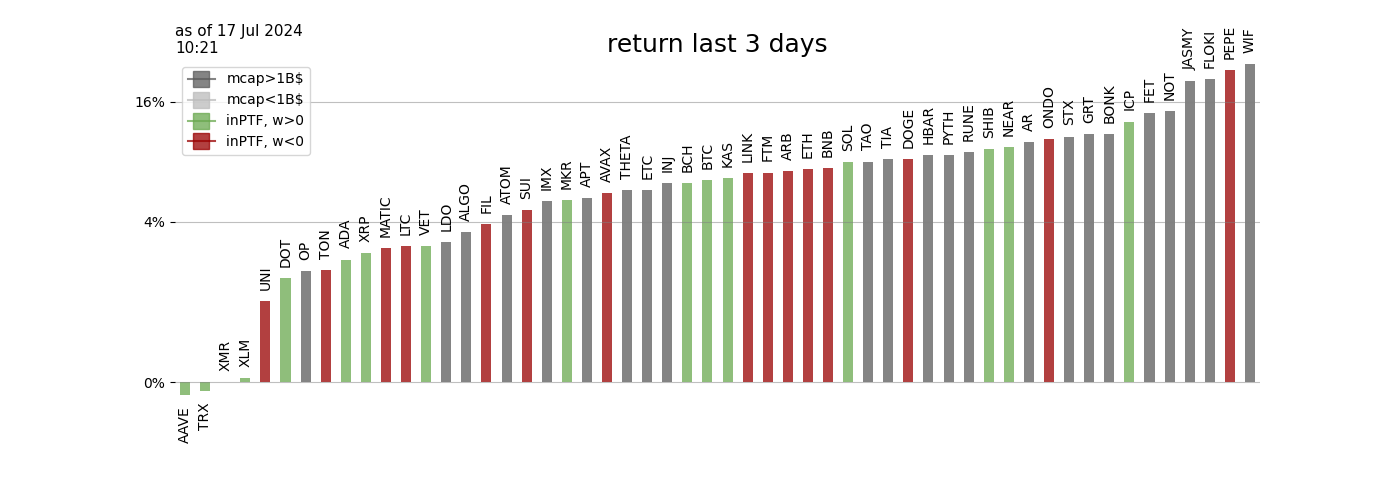 as of 17 Jul 2024
10:21
return last 3 days
mcap>1B$
mcap<1B$
inPTF, w>0
inPTF, w<0
16%
4%
0%
AAVE
TRX
XMR
XLM
UNI
DOT
OP
TON
ADA
XRP
MATIC
LTC
VET
LDO
ALGO
FIL
ATOM
SUI
IMX
MKR
APT
AVAX
THETA
ETC
INJ
BCH
BTC
KAS
LINK
FTM
ARB
ETH
BNB
SOL
TAO
TIA
DOGE
HBAR
PYTH
RUNE
SHIB
NEAR
AR
ONDO
STX
GRT
BONK
ICP
FET
NOT
JASMY
FLOKI
PEPE
WIF